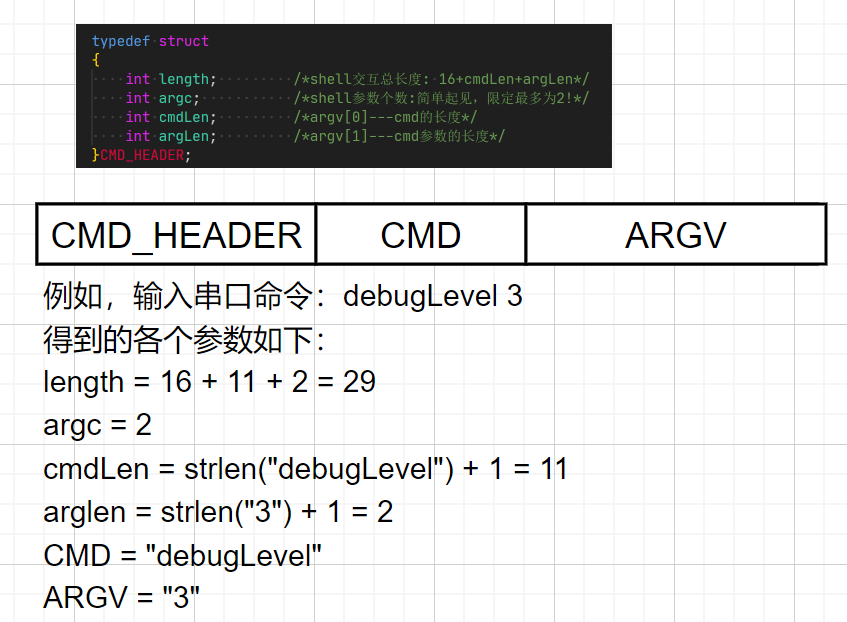 typedef struct
{
int length; /*shell交互总长度: 16+cmdLen+argLen*/
int argc; /*shell参数个数:简单起见，限定最多为2!*/
int cmdLen; /*argv[0]---cmd的长度*/
int argLen; /*argv[1]---cmd参数的长度*/
}CMD_HEADER;
CMD_HEADER CMD ARGV
例如，输入串口命令：debugLevel 3
得到的各个参数如下：
length = 16 + 11 + 2 = 29
argc = 2
cmdLen = strlen("debugLevel") + 1 = 11
arglen = strlen("3") + 1 = 2
CMD = "debugLevel"
ARGV = "3"